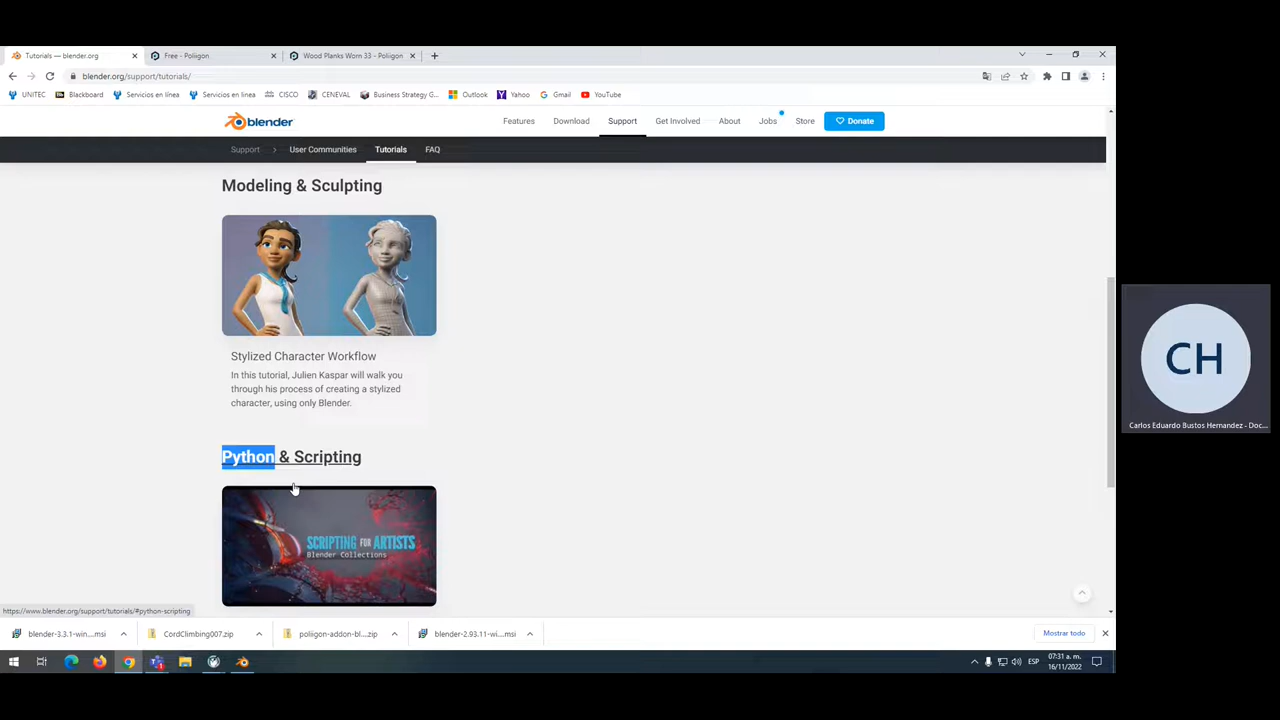 Tutorials — blender.org
Free - Poliigon
Wood Planks Worn 33 - Poliigon
blender.org/support/tutorials/
UNITEC
Blackboard
Servicios en línea
Servicios en linea
CISCO
CENEVAL
Business Strategy G...
Outlook
Yahoo
Gmail
YouTube
blender
Features
Download
Support
Get Involved
About
Jobs
Store
Donate
Support
User Communities
Tutorials
FAQ
Modeling & Sculpting
Stylized Character Workflow
In this tutorial, Julien Kaspar will walk you
through his process of creating a stylized
character, using only Blender.
Python & Scripting
SCRIPTING FOR ARTISTS
Blender Collections
https://www.blender.org/support/tutorials/#python-scripting
blender-3.3.1-win....msi
CordClimbing007.zip
poliigon-addon-bl....zip
blender-2.93.11-wi....msi
Mostrar todo
ESP
07:31 a. m.
16/11/2022
CH
Carlos Eduardo Bustos Hernandez - Doc...